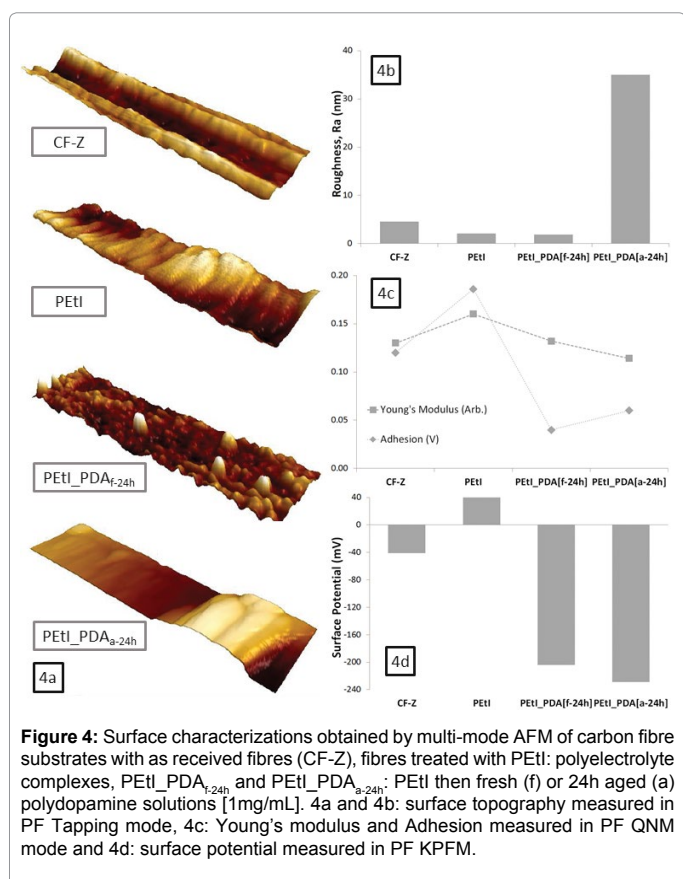 CF-Z
PEtI
PEtI_PDAf-24h
PEtI_PDAa-24h
4a
4b
Roughness, Ra (nm)
40
30
20
10
0
CF-Z PEtI PEtI_PDA[f-24h] PEtI_PDA[a-24h]
4c
0.20
0.15
0.10
0.05
0.00
Young's Modulus (Arb.)
Adhesion (V)
CF-Z PEtI PEtI_PDA[f-24h] PEtI_PDA[a-24h]
Surface Potential (mV)
40
0
-40
-80
-120
-160
-200
-240
4d
CF-Z PEtI PEtI_PDA[f-24h] PEtI_PDA[a-24h]
Figure 4: Surface characterizations obtained by multi-mode AFM of carbon fibre
substrates with as received fibres (CF-Z), fibres treated with PEtI: polyelectrolyte
complexes, PEtI_PDAf-24h and PEtI_PDAa-24h: PEtI then fresh (f) or 24h aged (a)
polydopamine solutions [1mg/mL]. 4a and 4b: surface topography measured in
PF Tapping mode, 4c: Young's modulus and Adhesion measured in PF QNM
mode and 4d: surface potential measured in PF KPFM.